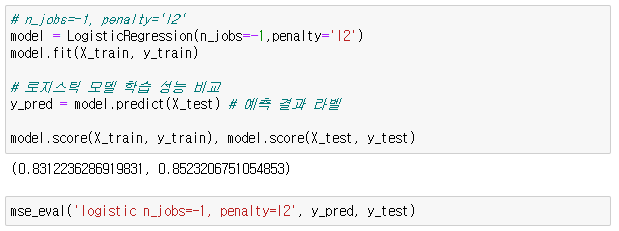 # n_jobs=-1, penalty='l2'
model = LogisticRegression(n_jobs=-1,penalty='l2')
model.fit(X_train, y_train)
# 로지스틱 모델 학습 성능 비교
y_pred = model.predict(X_test) # 예측 결과 라벨
model.score(X_train, y_train), model.score(X_test, y_test)
(0.8312236286919831, 0.8523206751054853)
mse_eval('logistic n_jobs=-1, penalty=l2', y_pred, y_test)